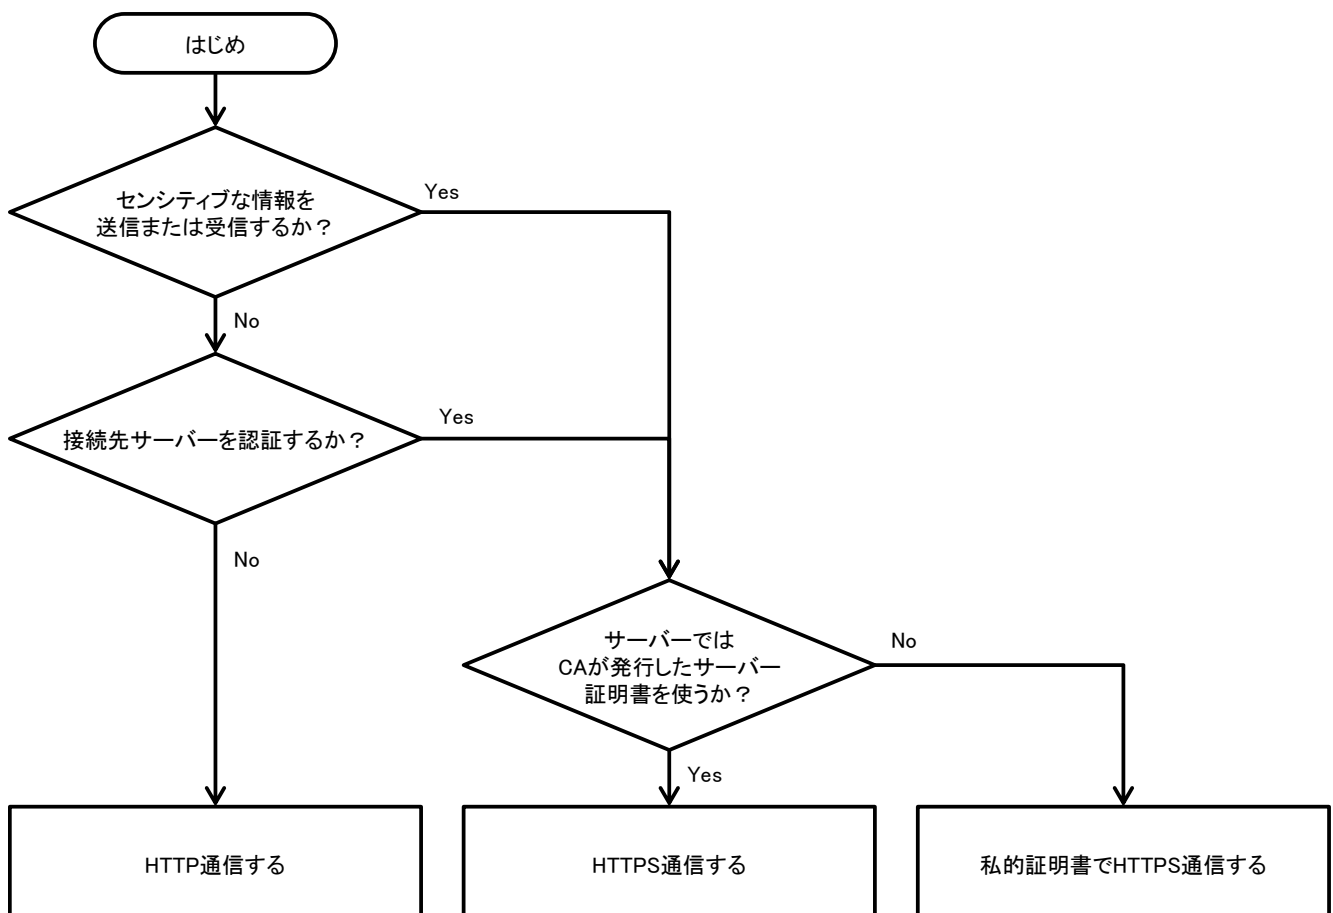 はじめ
センシティブな情報を
送信または受信するか？
Yes
No
接続先サーバーを認証するか？
Yes
No
サーバーでは
CAが発行したサーバー
証明書を使うか？
No
Yes
HTTP通信する
HTTPS通信する
私的証明書でHTTPS通信する